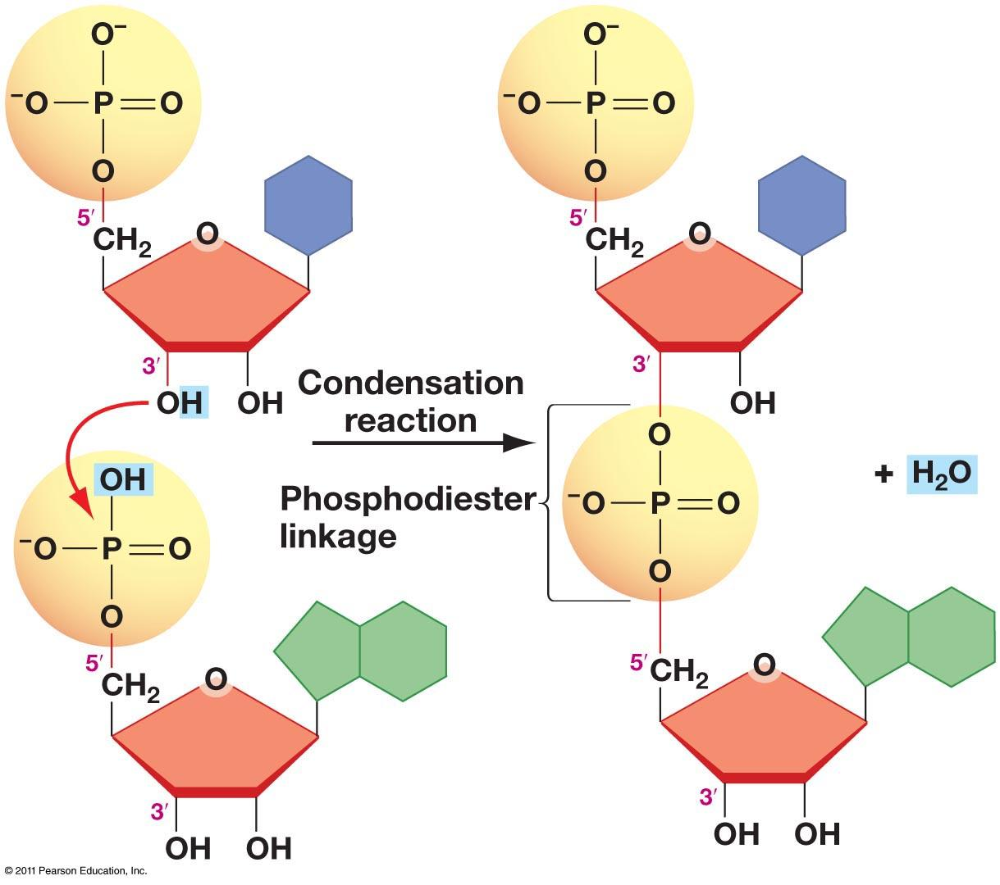 O⁻
⁻O P O
O
5′
CH₂
O
3′
OH OH
OH
⁻O P O
O
5′
CH₂
O
3′
OH OH
Condensation
reaction
Phosphodiester
linkage
O⁻
⁻O P O
O
5′
CH₂
O
3′
OH
O
⁻O P O
O
5′
CH₂
O
3′
OH OH
+ H₂O
© 2011 Pearson Education, Inc.